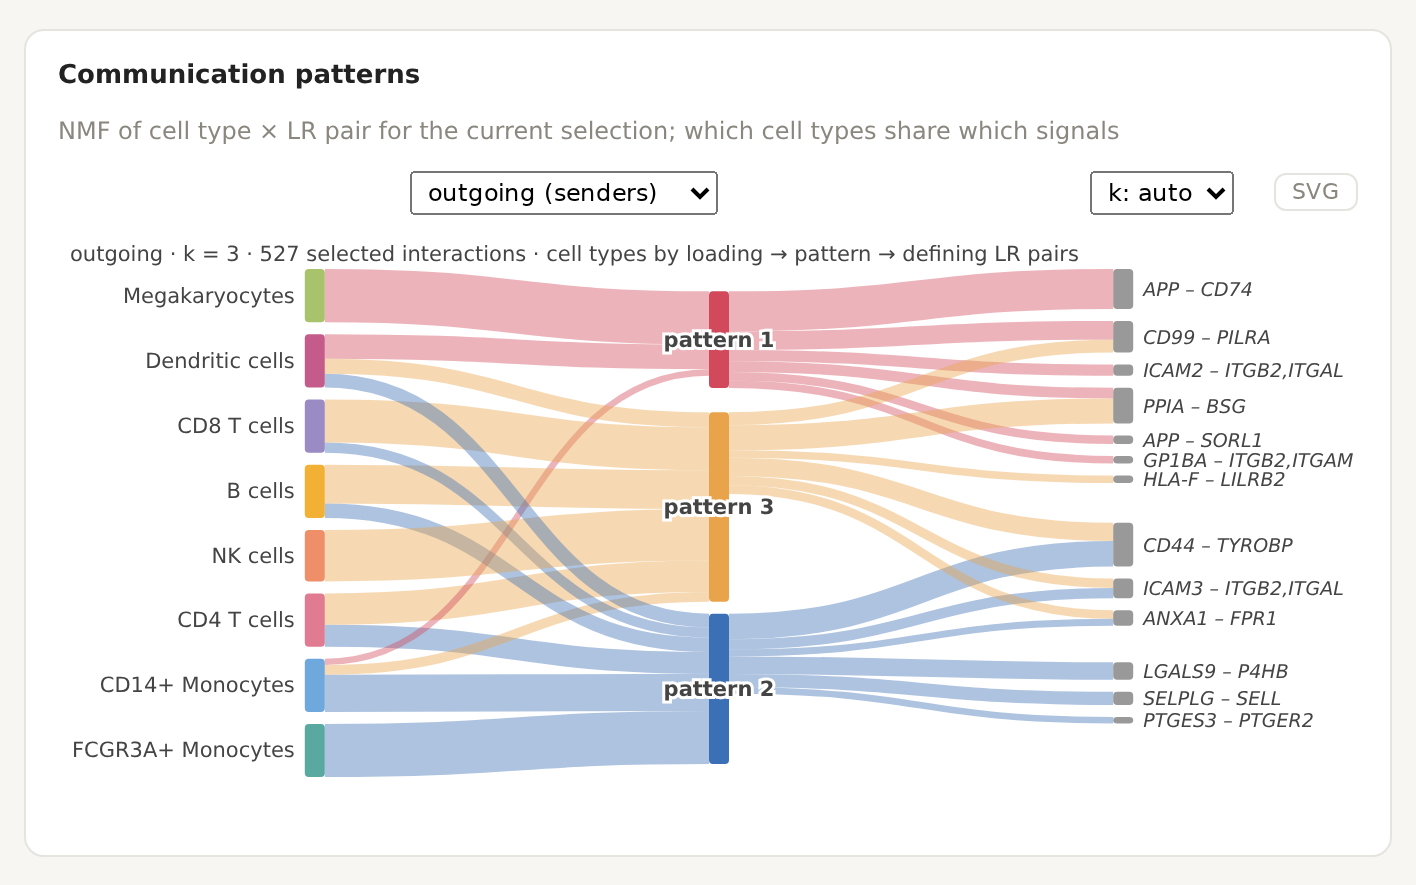 Communication patterns
NMF of cell type × LR pair for the current selection; which cell types share which signals
outgoing (senders)
k: auto
SVG
outgoing · k = 3 · 527 selected interactions · cell types by loading → pattern → defining LR pairs
Megakaryocytes
Dendritic cells
CD8 T cells
B cells
NK cells
CD4 T cells
CD14+ Monocytes
FCGR3A+ Monocytes
pattern 1
pattern 3
pattern 2
APP – CD74
CD99 – PILRA
ICAM2 – ITGB2,ITGAL
PPIA – BSG
APP – SORL1
GP1BA – ITGB2,ITGAM
HLA-F – LILRB2
CD44 – TYROBP
ICAM3 – ITGB2,ITGAL
ANXA1 – FPR1
LGALS9 – P4HB
SELPLG – SELL
PTGES3 – PTGER2